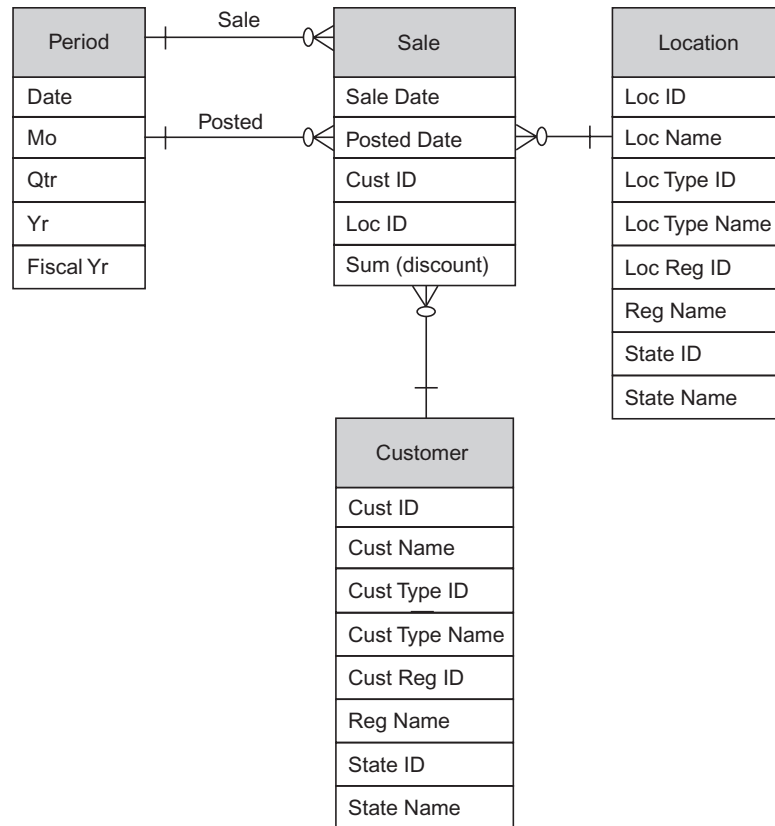 Period
Date
Mo
Qtr
Yr
Fiscal Yr
Sale
Posted
Sale
Sale Date
Posted Date
Cust ID
Loc ID
Sum (discount)
Location
Loc ID
Loc Name
Loc Type ID
Loc Type Name
Loc Reg ID
Reg Name
State ID
State Name
Customer
Cust ID
Cust Name
Cust Type ID
Cust Type Name
Cust Reg ID
Reg Name
State ID
State Name